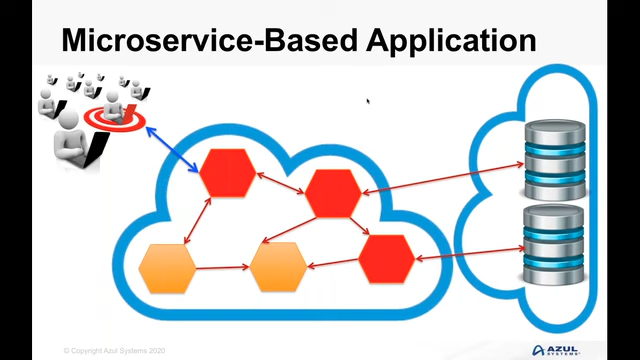 Microservice-Based Application
© Copyright Azul Systems 2020
AZUL
SYSTEMS